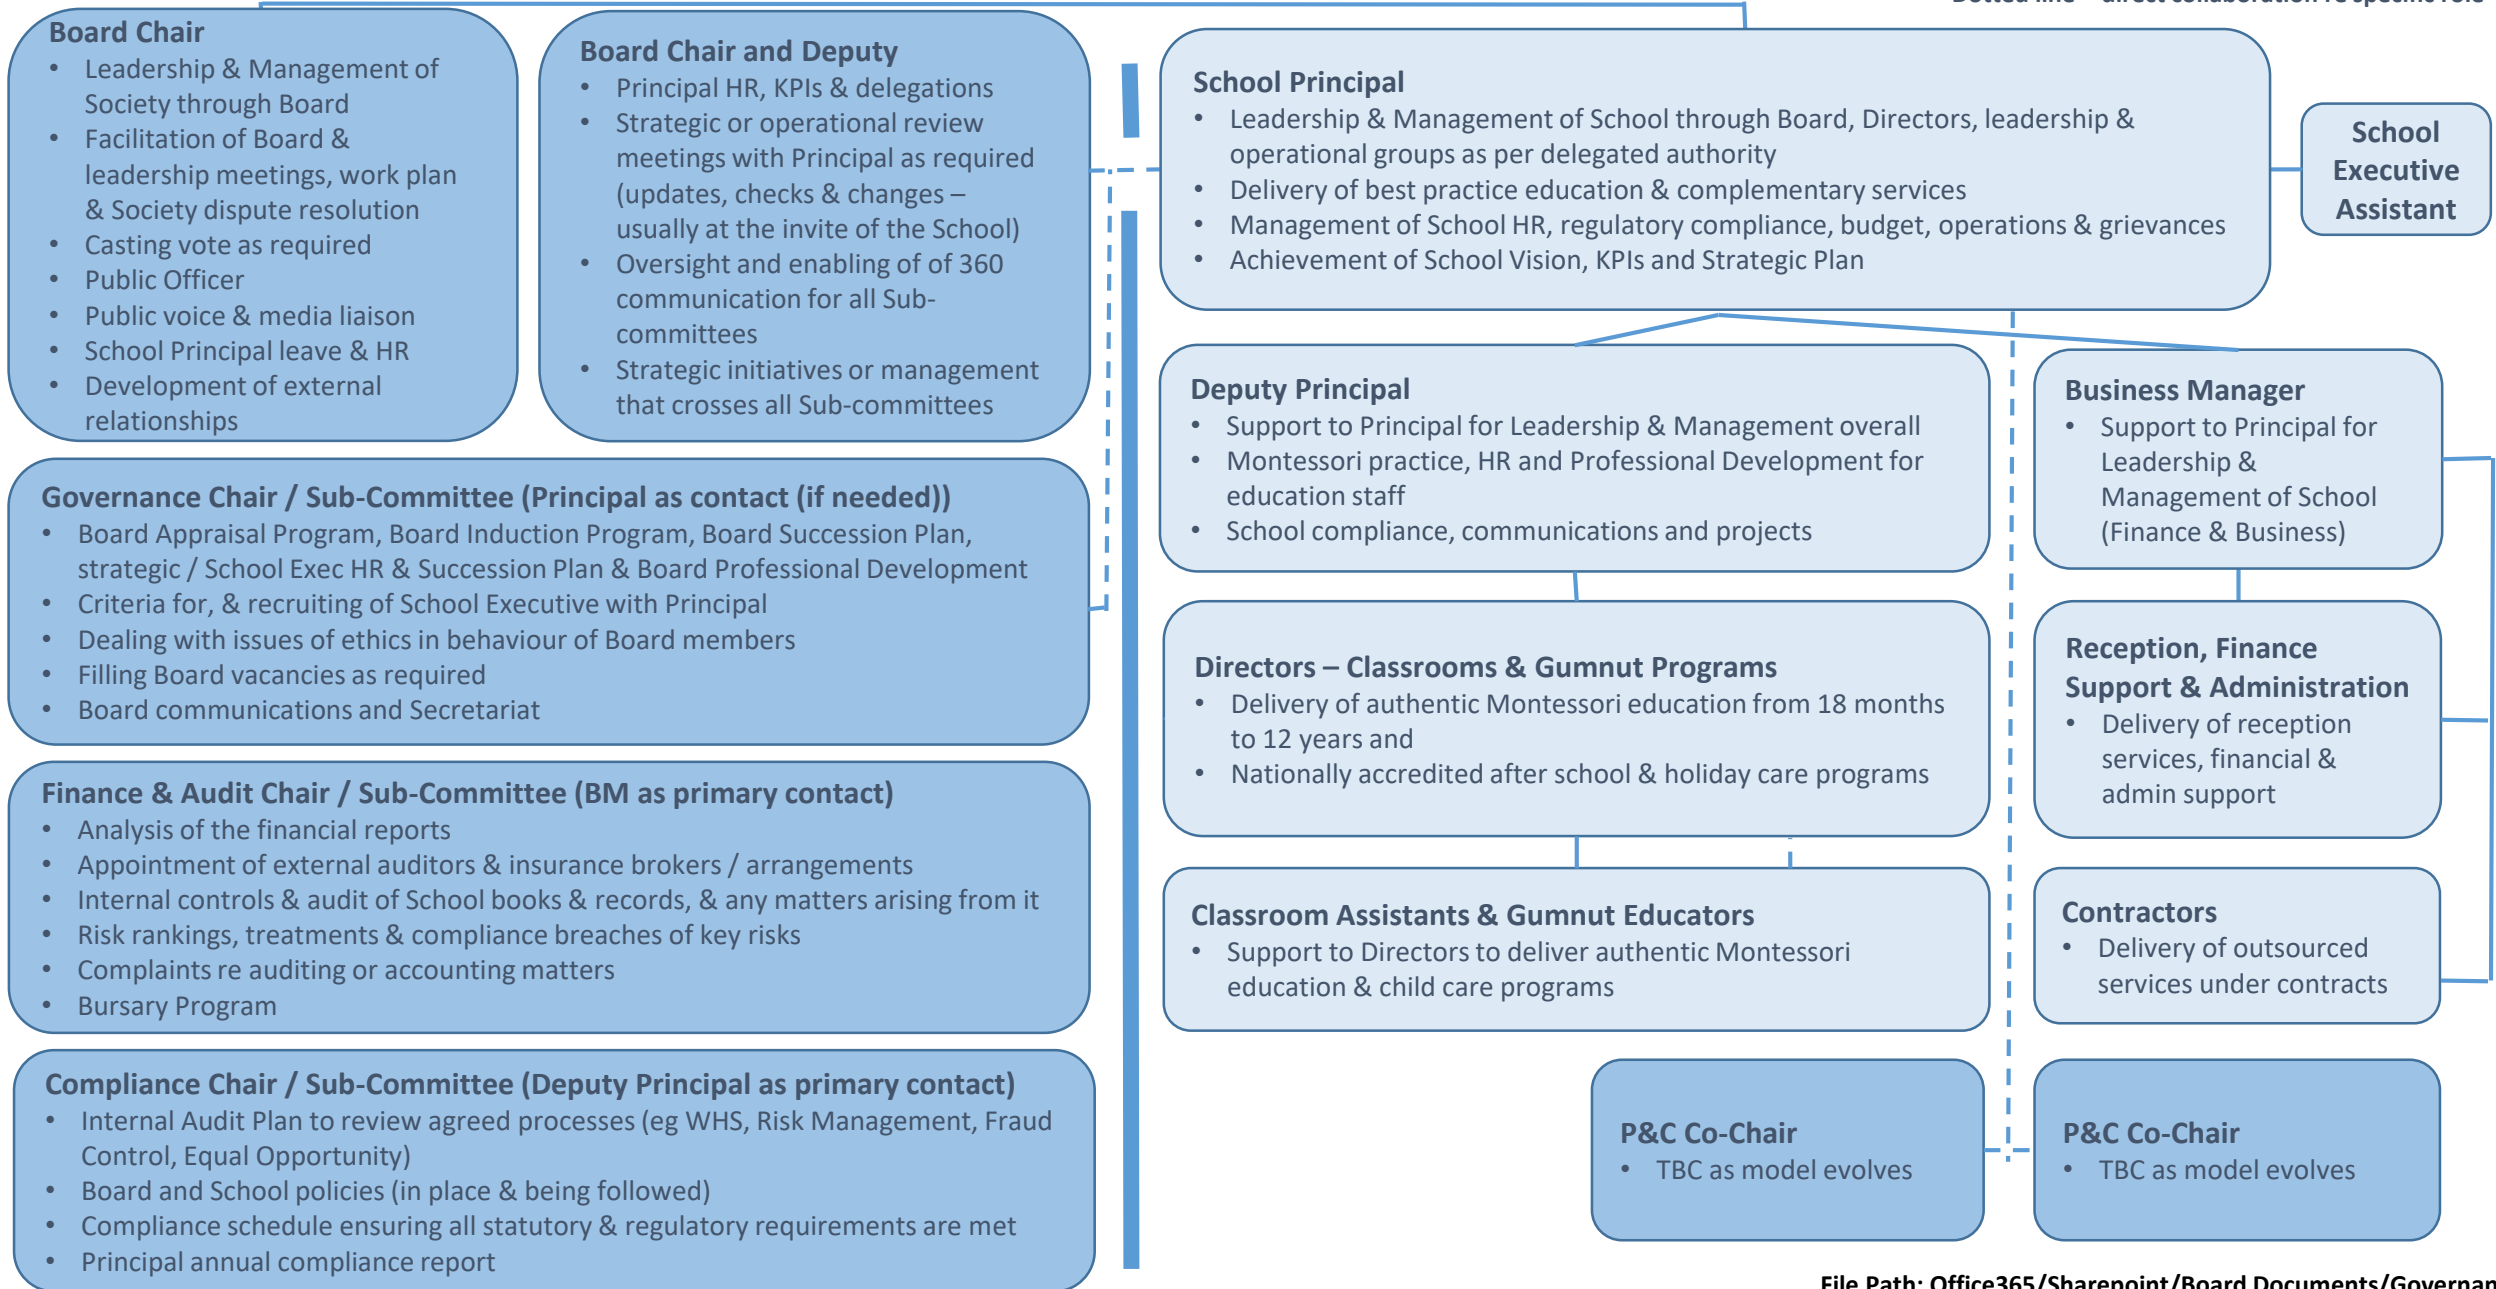 Board Chair
• Leadership & Management of
Society through Board
• Facilitation of Board &
leadership meetings, work plan
& Society dispute resolution
• Casting vote as required
• Public Officer
• Public voice & media liaison
• School Principal leave & HR
• Development of external
relationships
Board Chair and Deputy
• Principal HR, KPIs & delegations
• Strategic or operational review
meetings with Principal as required
(updates, checks & changes –
usually at the invite of the School)
• Oversight and enabling of of 360
communication for all Sub-
committees
• Strategic initiatives or management
that crosses all Sub-committees
Governance Chair / Sub-Committee (Principal as contact (if needed))
• Board Appraisal Program, Board Induction Program, Board Succession Plan,
strategic / School Exec HR & Succession Plan & Board Professional Development
• Criteria for, & recruiting of School Executive with Principal
• Dealing with issues of ethics in behaviour of Board members
• Filling Board vacancies as required
• Board communications and Secretariat
Finance & Audit Chair / Sub-Committee (BM as primary contact)
• Analysis of the financial reports
• Appointment of external auditors & insurance brokers / arrangements
• Internal controls & audit of School books & records, & any matters arising from it
• Risk rankings, treatments & compliance breaches of key risks
• Complaints re auditing or accounting matters
• Bursary Program
Compliance Chair / Sub-Committee (Deputy Principal as primary contact)
• Internal Audit Plan to review agreed processes (eg WHS, Risk Management, Fraud
Control, Equal Opportunity)
• Board and School policies (in place & being followed)
• Compliance schedule ensuring all statutory & regulatory requirements are met
• Principal annual compliance report
Dotted line = direct collaboration re specific role
School Principal
• Leadership & Management of School through Board, Directors, leadership &
operational groups as per delegated authority
• Delivery of best practice education & complementary services
• Management of School HR, regulatory compliance, budget, operations & grievances
• Achievement of School Vision, KPIs and Strategic Plan
School
Executive
Assistant
Deputy Principal
• Support to Principal for Leadership & Management overall
• Montessori practice, HR and Professional Development for
education staff
• School compliance, communications and projects
Business Manager
• Support to Principal for
Leadership &
Management of School
(Finance & Business)
Directors – Classrooms & Gumnut Programs
• Delivery of authentic Montessori education from 18 months
to 12 years and
• Nationally accredited after school & holiday care programs
Reception, Finance
Support & Administration
• Delivery of reception
services, financial &
admin support
Classroom Assistants & Gumnut Educators
• Support to Directors to deliver authentic Montessori
education & child care programs
Contractors
• Delivery of outsourced
services under contracts
P&C Co-Chair
• TBC as model evolves
P&C Co-Chair
• TBC as model evolves
File Path: Office365/Sharepoint/Board Documents/Governan